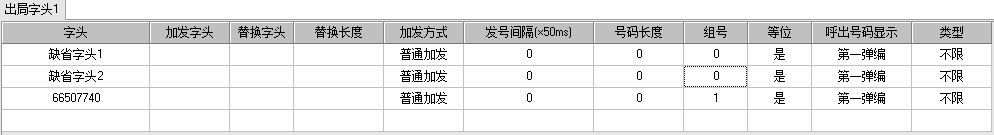 出局字头1
字头 加发字头 替换字头 替换长度 加发方式 发号间隔(×50ms) 号码长度 组号 等位 呼出号码显示 类型
缺省字头1 普通加发 0 0 0 是 第一弹编 不限
缺省字头2 普通加发 0 0 0 是 第一弹编 不限
66507740 普通加发 0 0 1 是 第一弹编 不限